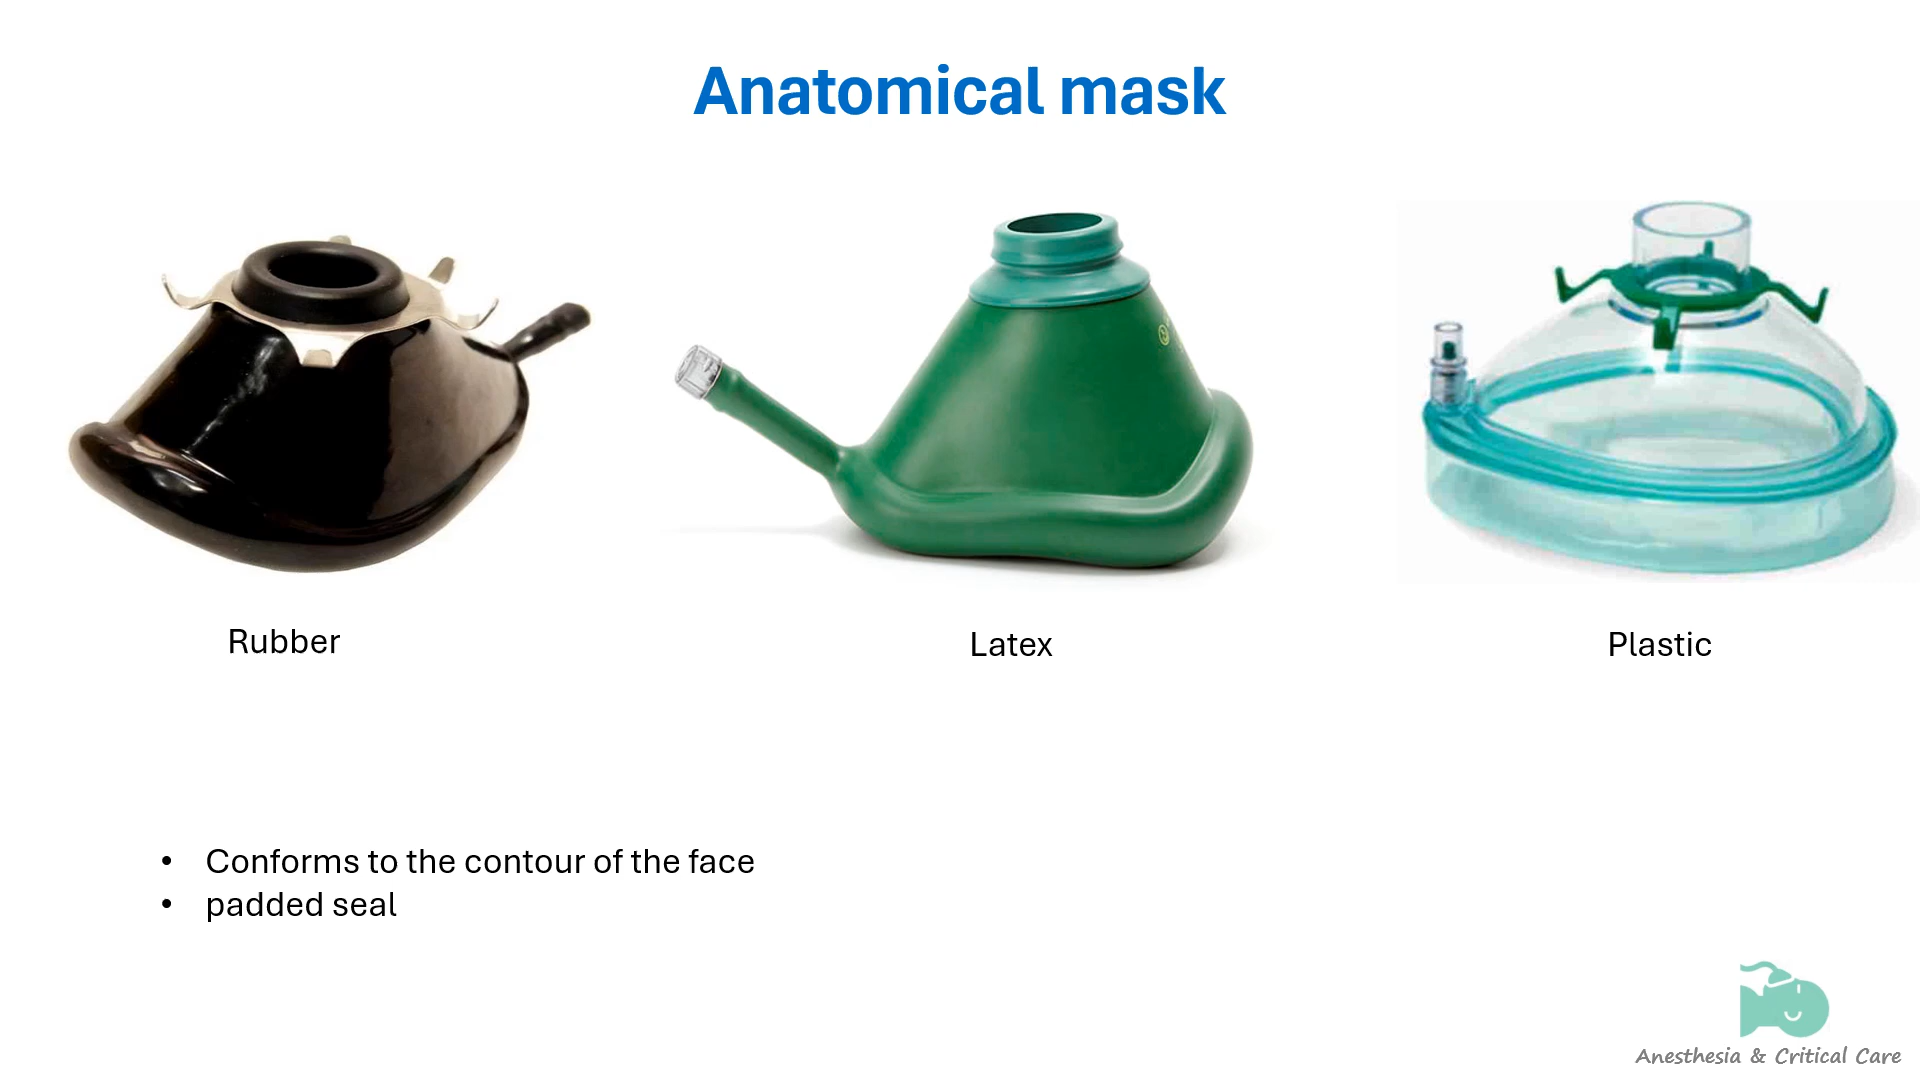 Anatomical mask
Rubber
Latex
Plastic
• Conforms to the contour of the face
• padded seal
Anesthesia & Critical Care